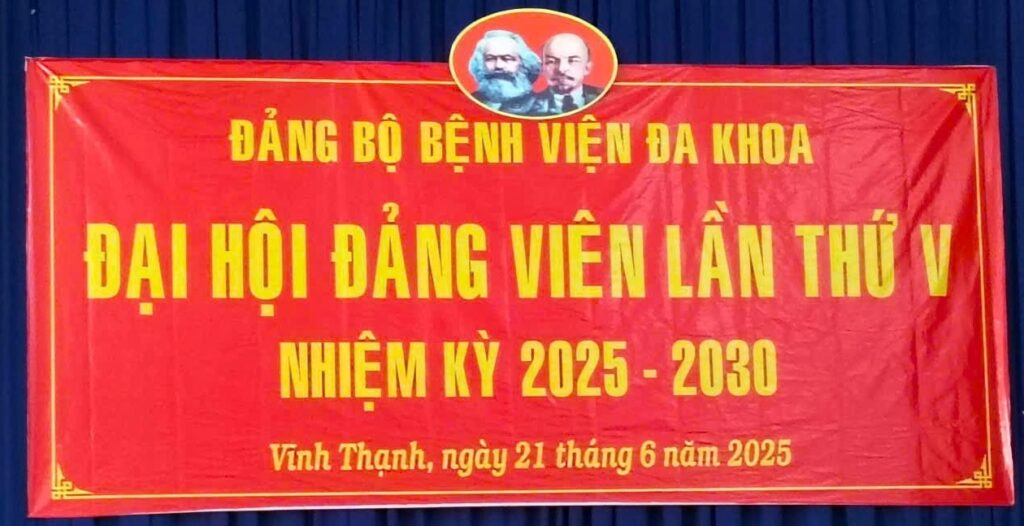 ĐẢNG BỘ BỆNH VIỆN ĐA KHOA
ĐẠI HỘI ĐẢNG VIÊN LẦN THỨ V
NHIỆM KỲ 2025 - 2030
Vĩnh Thạnh, ngày 21 tháng 6 năm 2025